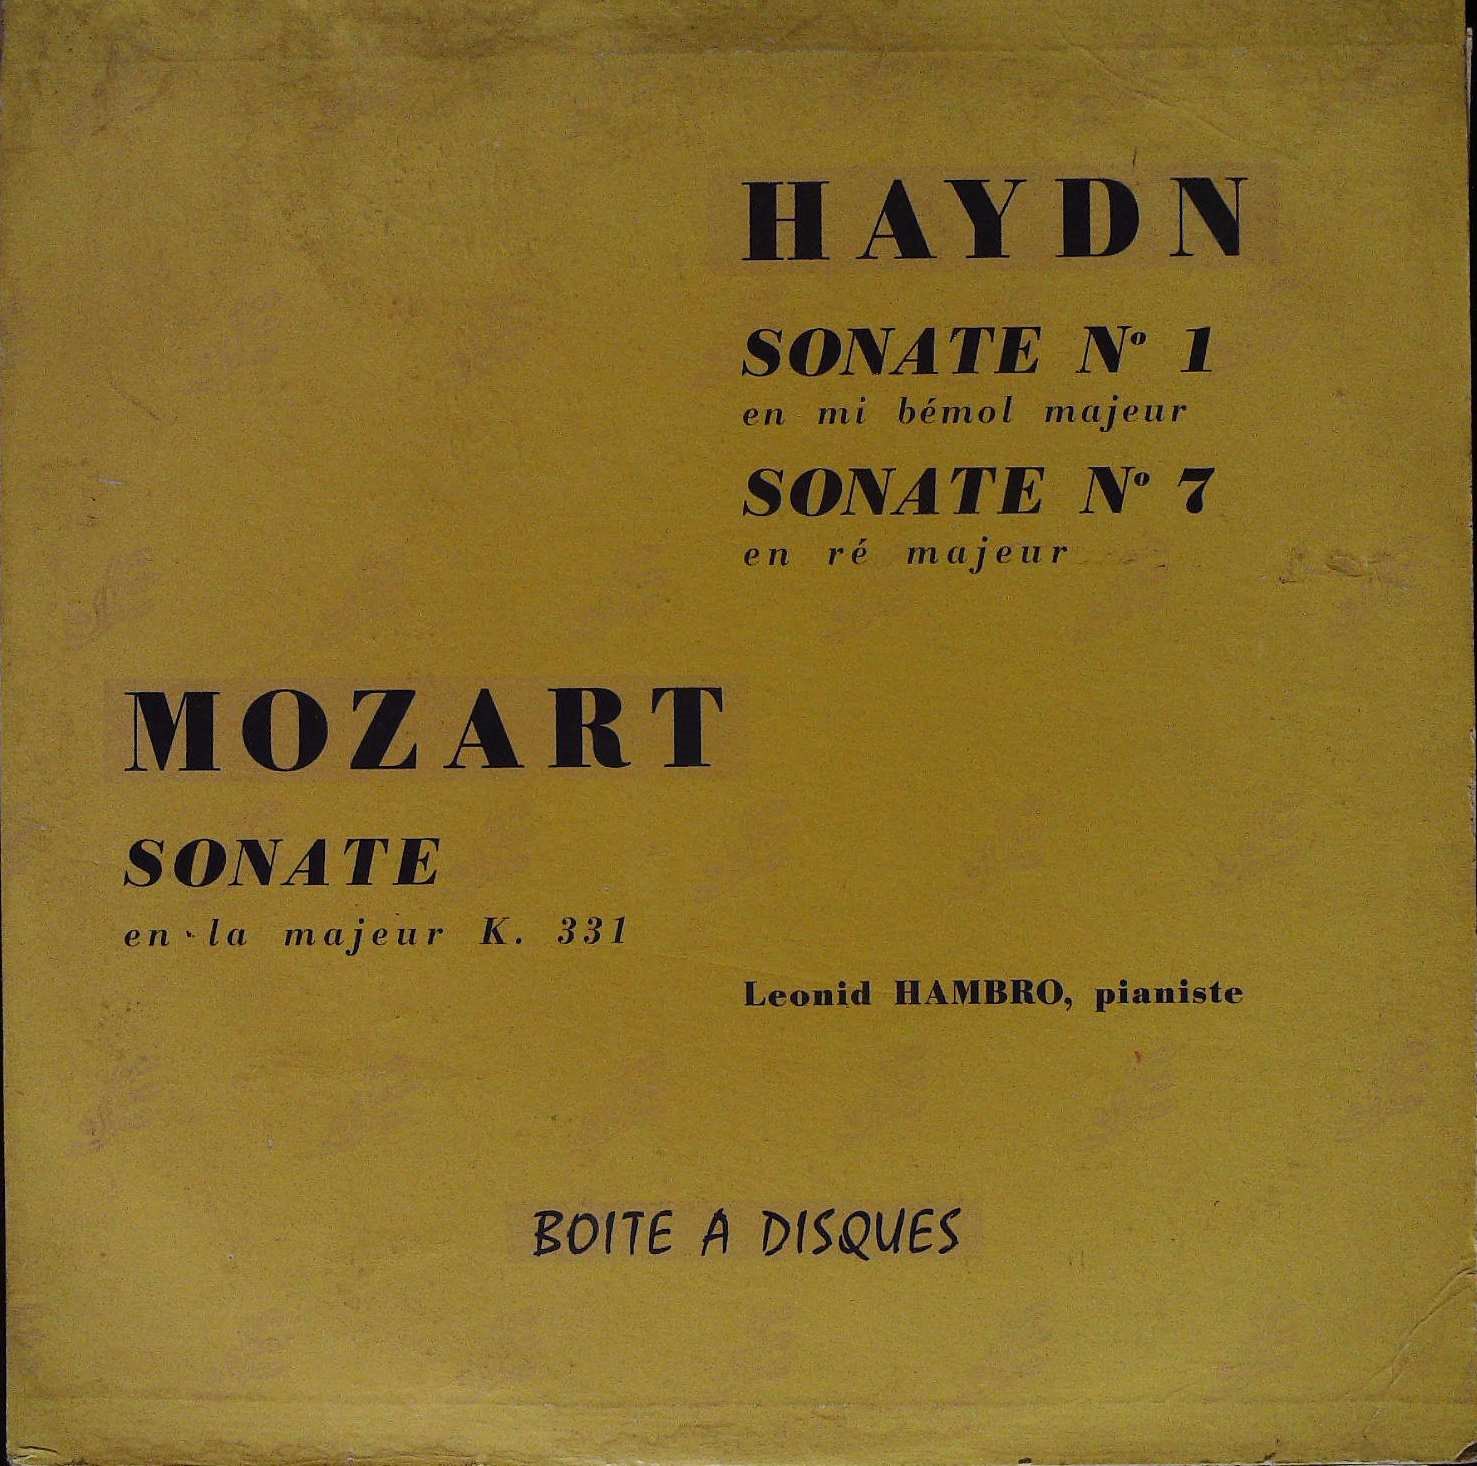 HAYDN
SONATE Nº 1
en mi bémol majeur
SONATE Nº 7
en ré majeur
MOZART
SONATE
en la majeur K. 331
Leonid HAMBRO, pianiste
BOITE A DISQUES